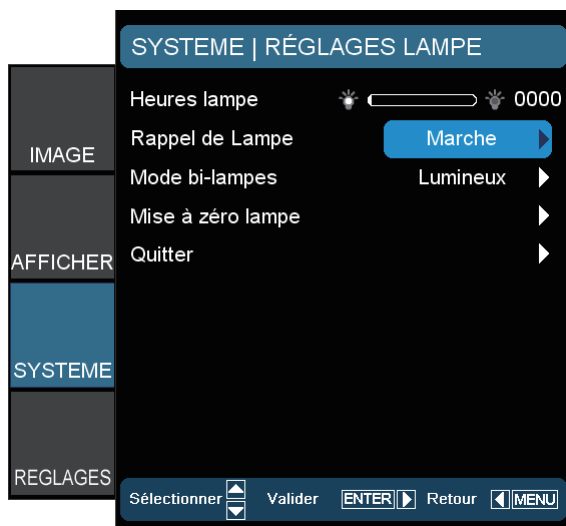 SYSTEME | RÉGLAGES LAMPE
Heures lampe 0000
Rappel de Lampe Marche
Mode bi-lampes Lumineux
Mise à zéro lampe
Quitter
IMAGE
AFFICHER
SYSTEME
REGLAGES
Sélectionner Valider ENTER Retour MENU